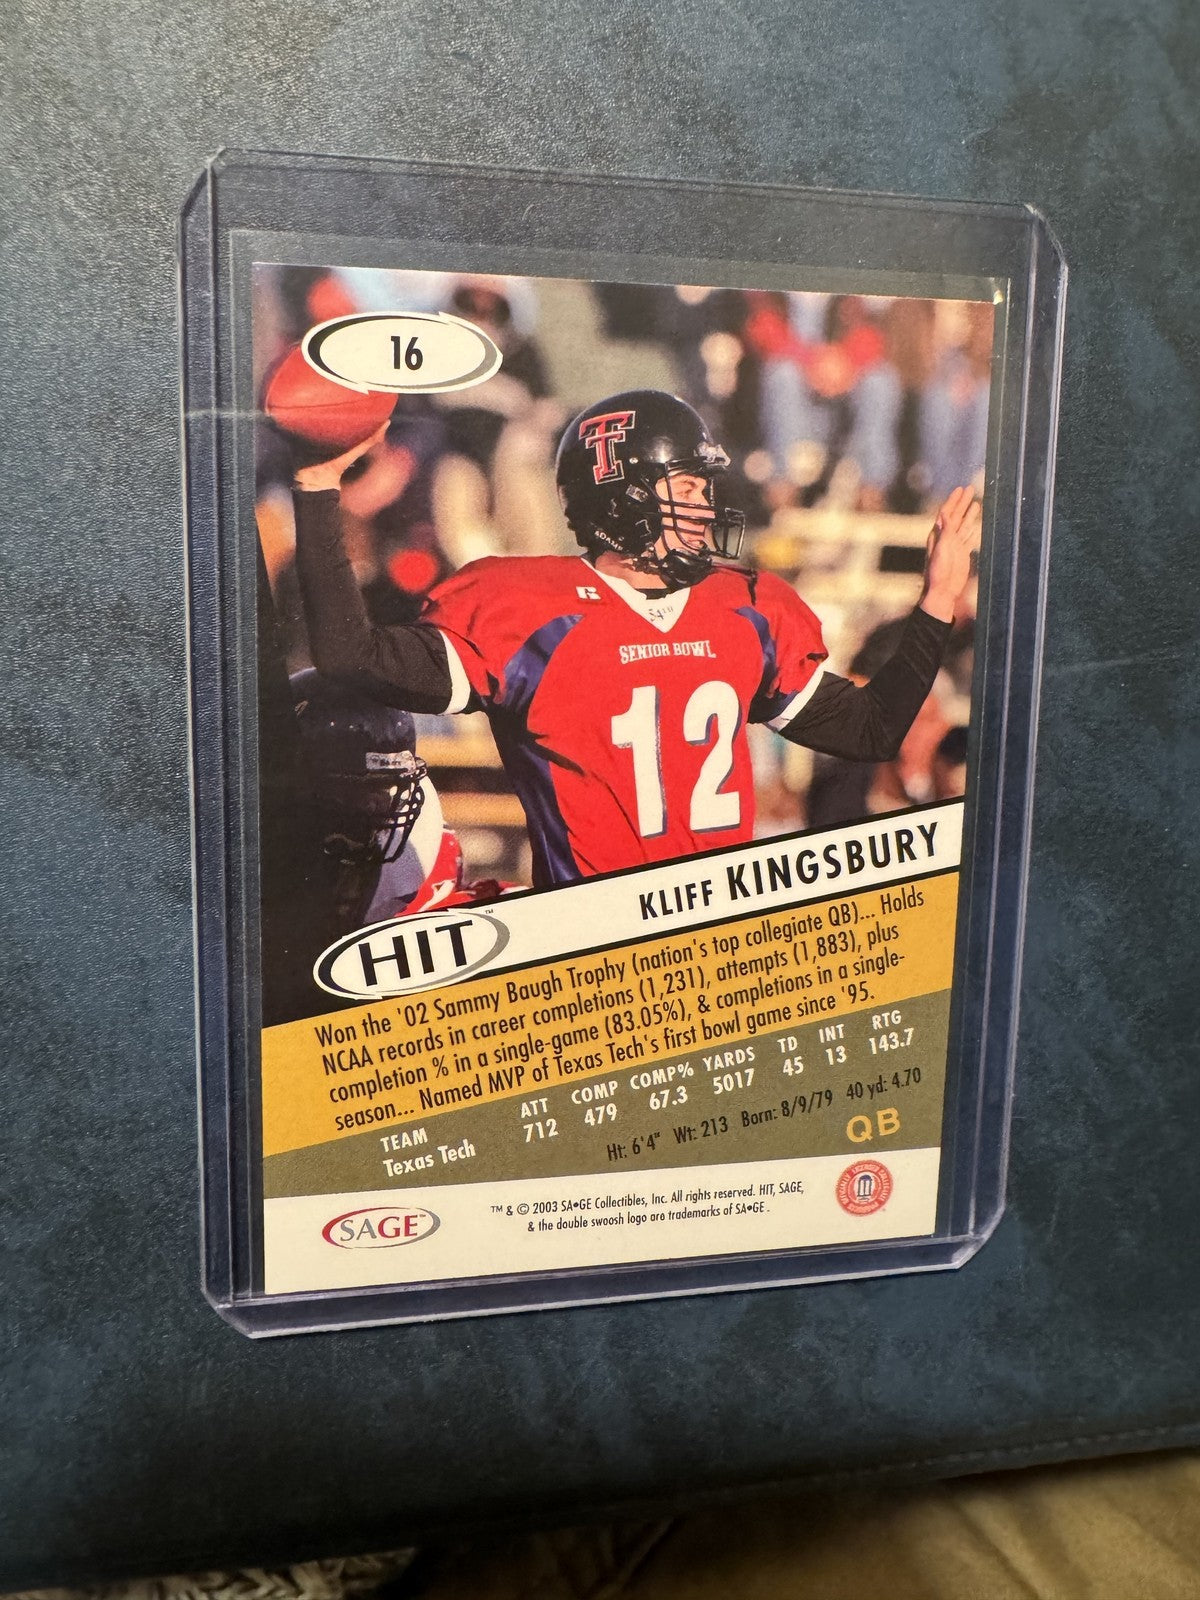 16
ADAMS
54TH
SENIOR BOWL
12
KLIFF KINGSBURY
HIT™
Won the '02 Sammy Baugh Trophy (nation's top collegiate QB)... Holds
NCAA records in career completions (1,231), attempts (1,883), plus
completion % in a single-game (83.05%), & completions in a single-
season... Named MVP of Texas Tech's first bowl game since '95.
TEAM ATT COMP COMP% YARDS TD INT RTG
Texas Tech 712 479 67.3 5017 45 13 143.7
Ht: 6'4" Wt: 213 Born: 8/9/79 40 yd: 4.70
QB
SAGE™
™ & © 2003 SA•GE Collectibles, Inc. All rights reserved. HIT, SAGE,
& the double swoosh logo are trademarks of SA•GE .